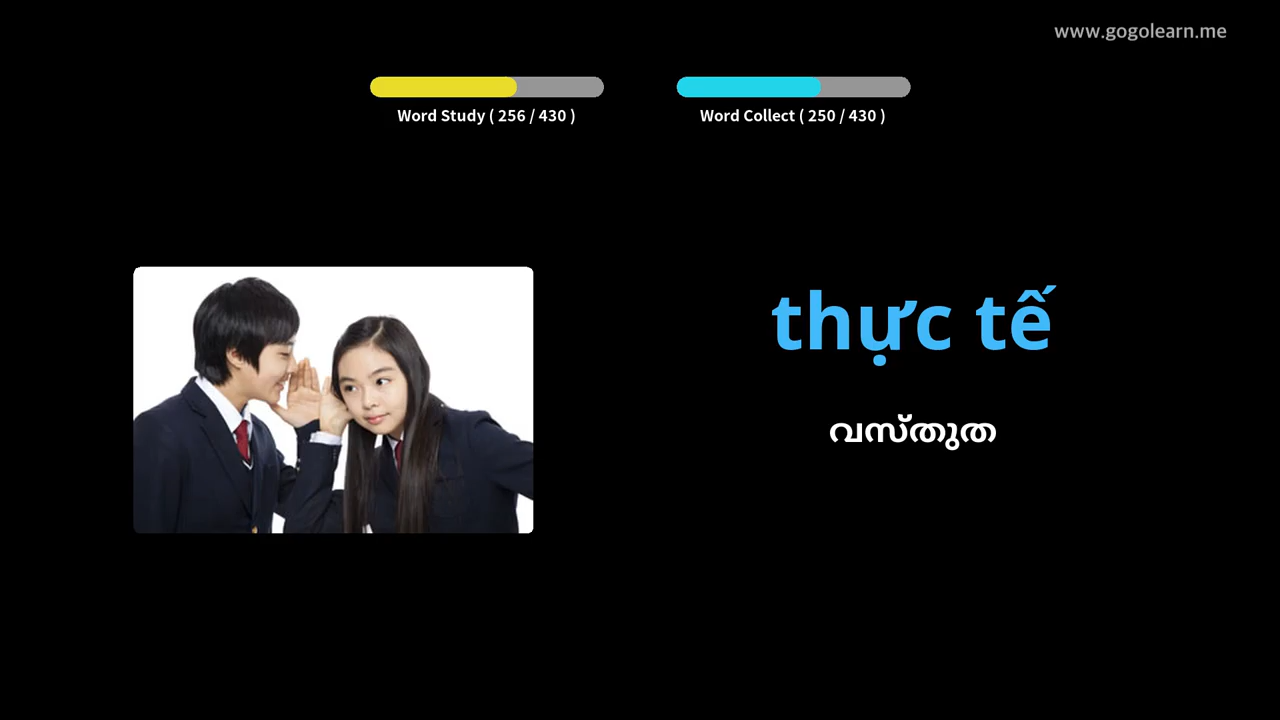 www.gogolearn.me
Word Study ( 256 / 430 )
Word Collect ( 250 / 430 )
thực tế
വസ്തുത